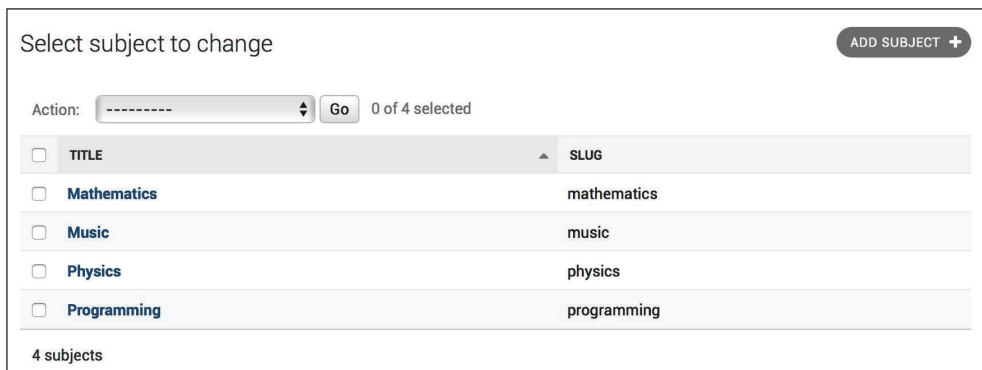 Select subject to change
ADD SUBJECT +
Action: --------- Go 0 of 4 selected
TITLE SLUG
Mathematics mathematics
Music music
Physics physics
Programming programming
4 subjects